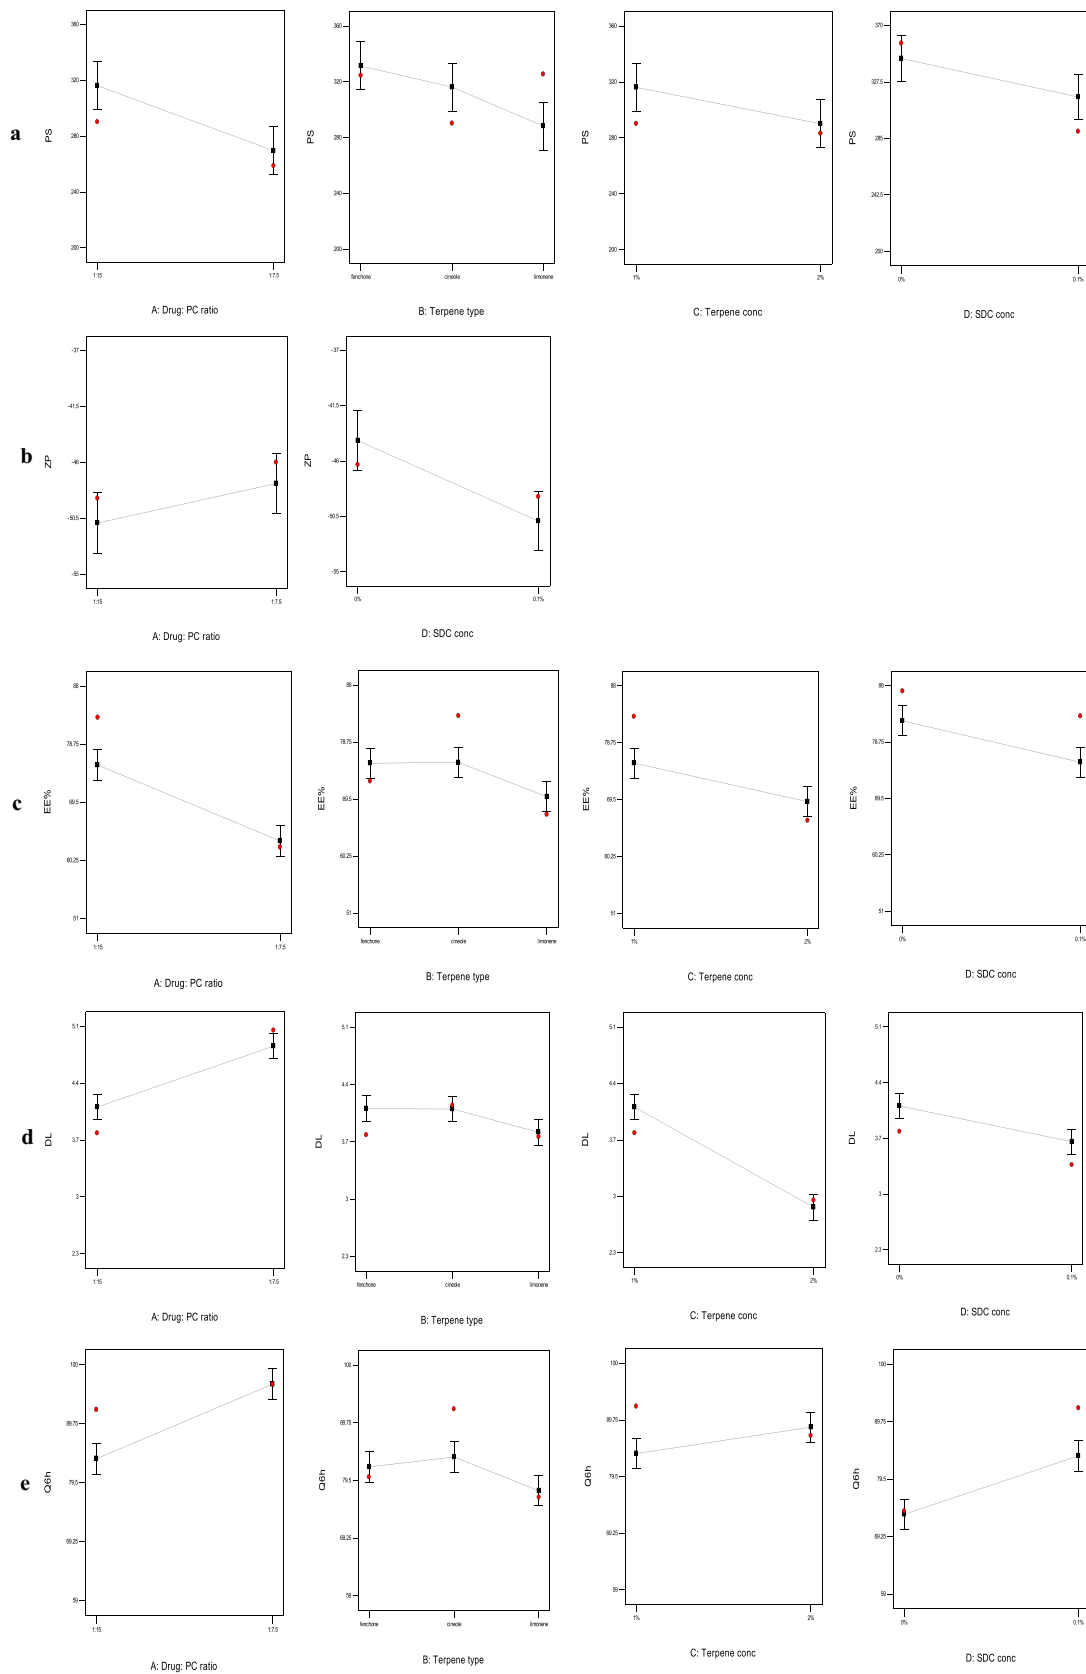 a
PS
360
320
280
240
200
1:15
1:7.5
A: Drug: PC ratio
PS
360
320
280
240
200
fenchone
cineole
limonene
B: Terpene type
PS
360
320
280
240
200
1%
2%
C: Terpene conc
PS
370
327.5
285
242.5
200
0%
0.1%
D: SDC conc
b
ZP
-37
-41.5
-46
-50.5
-55
1:15
1:7.5
A: Drug: PC ratio
ZP
-37
-41.5
-46
-50.5
-55
0%
0.1%
D: SDC conc
c
EE%
88
78.75
69.5
60.25
51
1:15
1:7.5
A: Drug: PC ratio
EE%
88
78.75
69.5
60.25
51
fenchone
cineole
limonene
B: Terpene type
EE%
88
78.75
69.5
60.25
51
1%
2%
C: Terpene conc
EE%
88
78.75
69.5
60.25
51
0%
0.1%
D: SDC conc
d
DL
5.1
4.4
3.7
3
2.3
1:15
1:7.5
A: Drug: PC ratio
DL
5.1
4.4
3.7
3
2.3
fenchone
cineole
limonene
B: Terpene type
DL
5.1
4.4
3.7
3
2.3
1%
2%
C: Terpene conc
DL
5.1
4.4
3.7
3
2.3
0%
0.1%
D: SDC conc
e
Q6h
100
89.75
79.5
69.25
59
1:15
1:7.5
A: Drug: PC ratio
Q6h
100
89.75
79.5
69.25
59
fenchone
cineole
limonene
B: Terpene type
Q6h
100
89.75
79.5
69.25
59
1%
2%
C: Terpene conc
Q6h
100
89.75
79.5
69.25
59
0%
0.1%
D: SDC conc